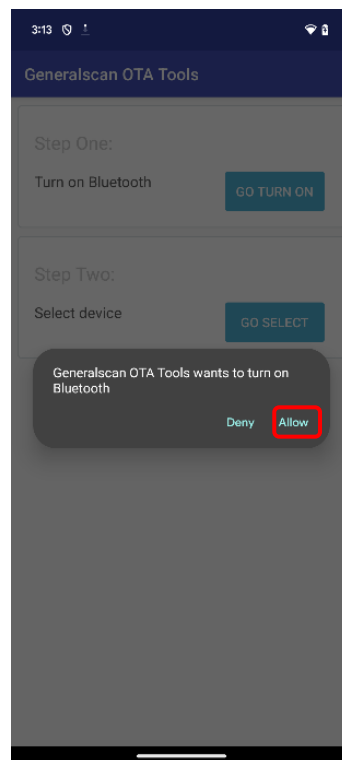 3:13
Generalscan OTA Tools
Step One:
Turn on Bluetooth
GO TURN ON
Step Two:
Select device
GO SELECT
Generalscan OTA Tools wants to turn on
Bluetooth
Deny
Allow